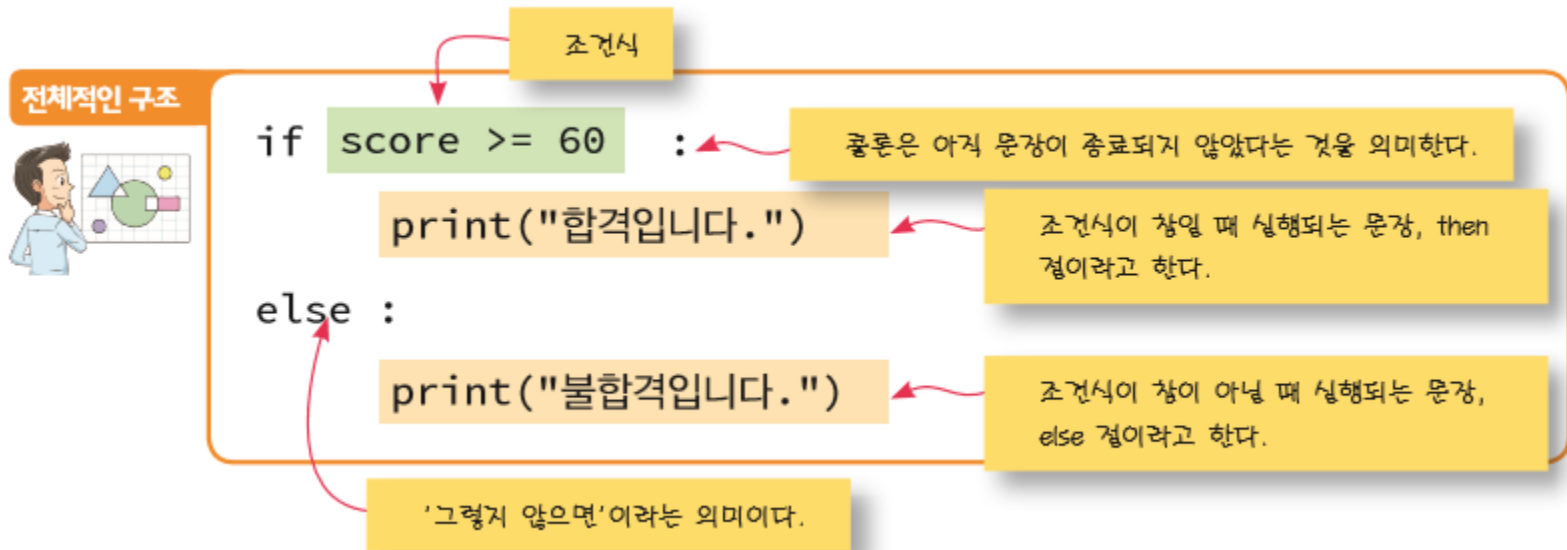 조건식
전체적인 구조
if score >= 60 :
콜론은 아직 문장이 종료되지 않았다는 것을 의미한다.
print("합격입니다.")
조건식이 참일 때 실행되는 문장, then
절이라고 한다.
else :
print("불합격입니다.")
조건식이 참이 아닐 때 실행되는 문장,
else 절이라고 한다.
'그렇지 않으면'이라는 의미이다.